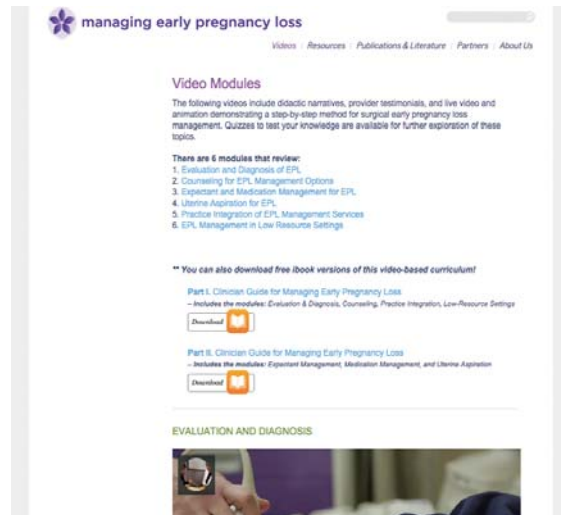 managing early pregnancy loss
Videos | Resources | Publications & Literature | Partners | About Us
Video Modules
The following videos include didactic narratives, provider testimonials, and live video and
animation demonstrating a step-by-step method for surgical early pregnancy loss
management. Quizzes to test your knowledge are available for further exploration of these
topics.
There are 6 modules that review:
1. Evaluation and Diagnosis of EPL
2. Counseling for EPL Management Options
3. Expectant and Medication Management for EPL
4. Uterine Aspiration for EPL
5. Practice Integration of EPL Management Services
6. EPL Management in Low Resource Settings
** You can also download free ibook versions of this video-based curriculum!
Part I. Clinician Guide for Managing Early Pregnancy Loss
– Includes the modules: Evaluation & Diagnosis, Counseling, Practice Integration, Low-Resource Settings
Download
Part II. Clinician Guide for Managing Early Pregnancy Loss
– Includes the modules: Expectant Management, Medication Management, and Uterine Aspiration
Download
EVALUATION AND DIAGNOSIS